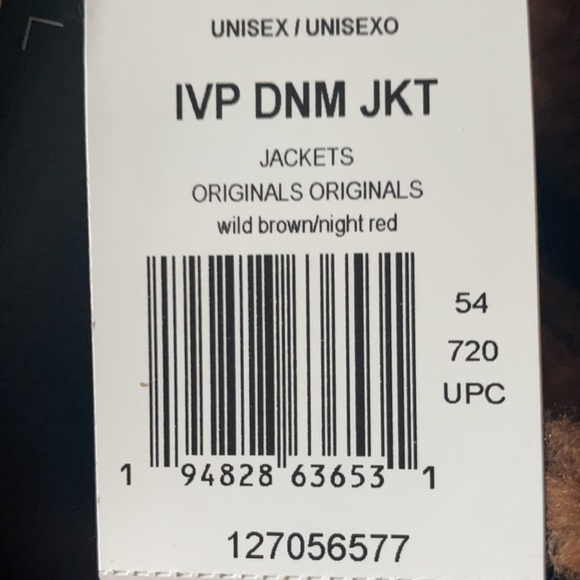 UNISEX / UNISEXO
IVP DNM JKT
JACKETS
ORIGINALS ORIGINALS
wild brown/night red
54
720
UPC
1 94828 63653 1
127056577